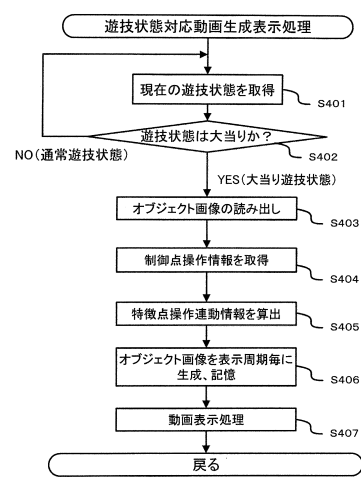 遊技状態対応動画生成表示処理
現在の遊技状態を取得
S401
遊技状態は大当りか？
S402
NO（通常遊技状態）
YES（大当り遊技状態）
オブジェクト画像の読み出し
S403
制御点操作情報を取得
S404
特徴点操作連動情報を算出
S405
オブジェクト画像を表示周期毎に
生成、記憶
S406
動画表示処理
S407
戻る